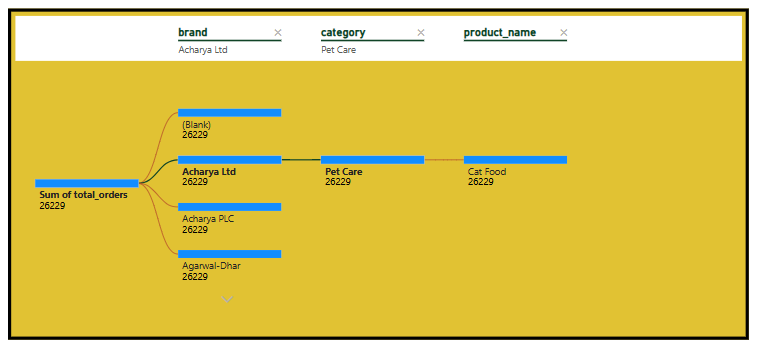 brand
category
product_name
Acharya Ltd
Pet Care
(Blank)
26229
Acharya Ltd
26229
Pet Care
26229
Cat Food
26229
Sum of total_orders
26229
Acharya PLC
26229
Agarwal-Dhar
26229